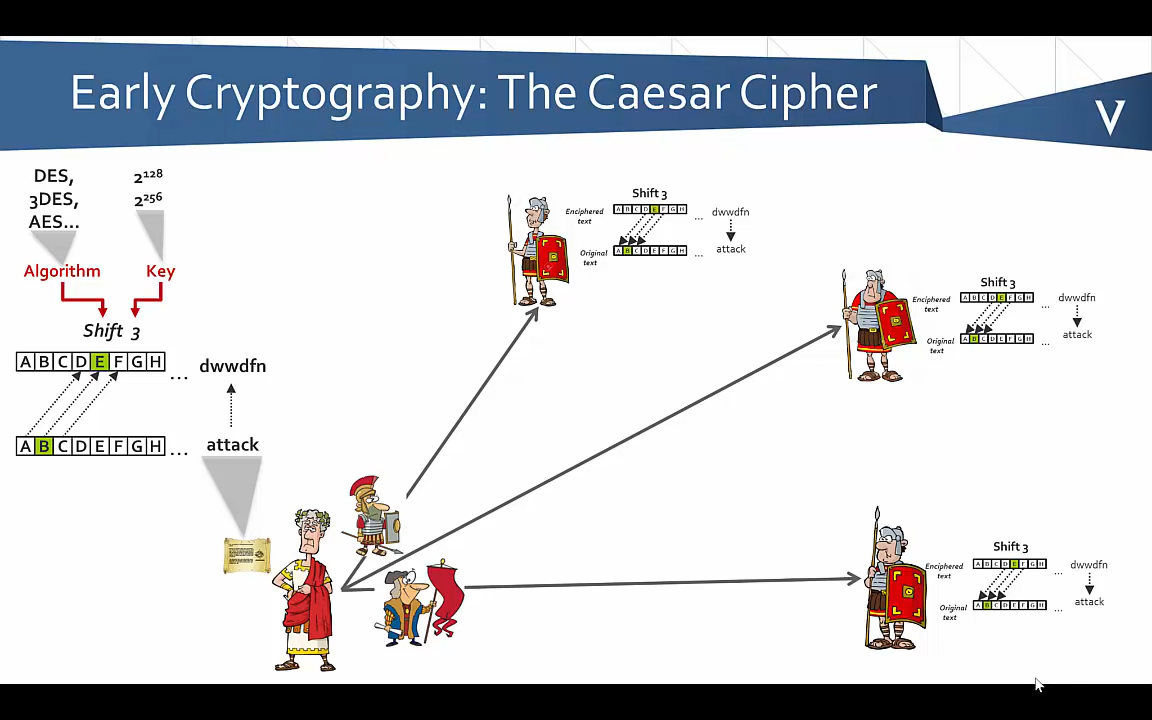 Early Cryptography: The Caesar Cipher
V
DES,
3DES,
AES...
2¹²⁸
2²⁵⁶
Algorithm
Key
Shift 3
A B C D E F G H ... dwwdfn
A B C D E F G H ... attack
Shift 3
Enciphered
text
A B C D E F G H ... dwwdfn
Original
text
A B C D E F G H ... attack
Shift 3
Enciphered
text
A B C D E F G H ... dwwdfn
Original
text
A B C D E F G H ... attack
Shift 3
Enciphered
text
A B C D E F G H ... dwwdfn
Original
text
A B C D E F G H ... attack